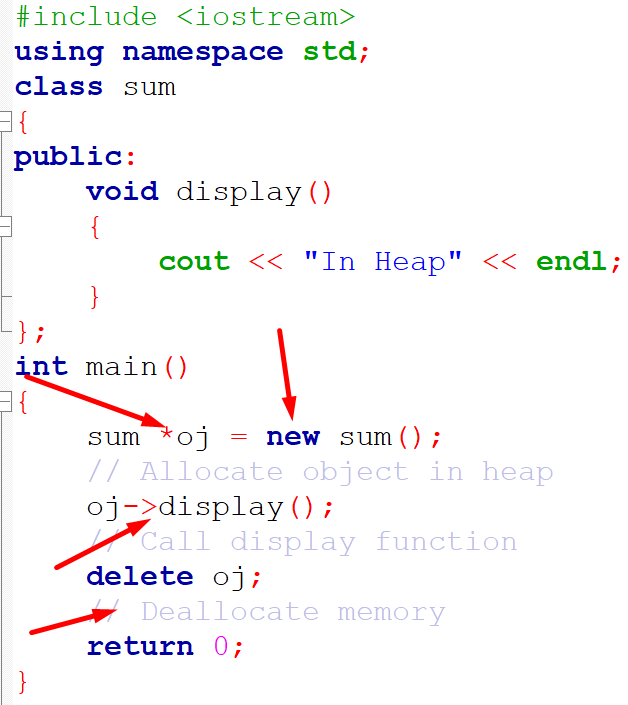 #include <iostream>
using namespace std;
class sum
{
public:
    void display()
    {
        cout << "In Heap" << endl;
    }
};
int main()
{
    sum *oj = new sum();
    // Allocate object in heap
    oj->display();
    // Call display function
    delete oj;
    // Deallocate memory
    return 0;
}